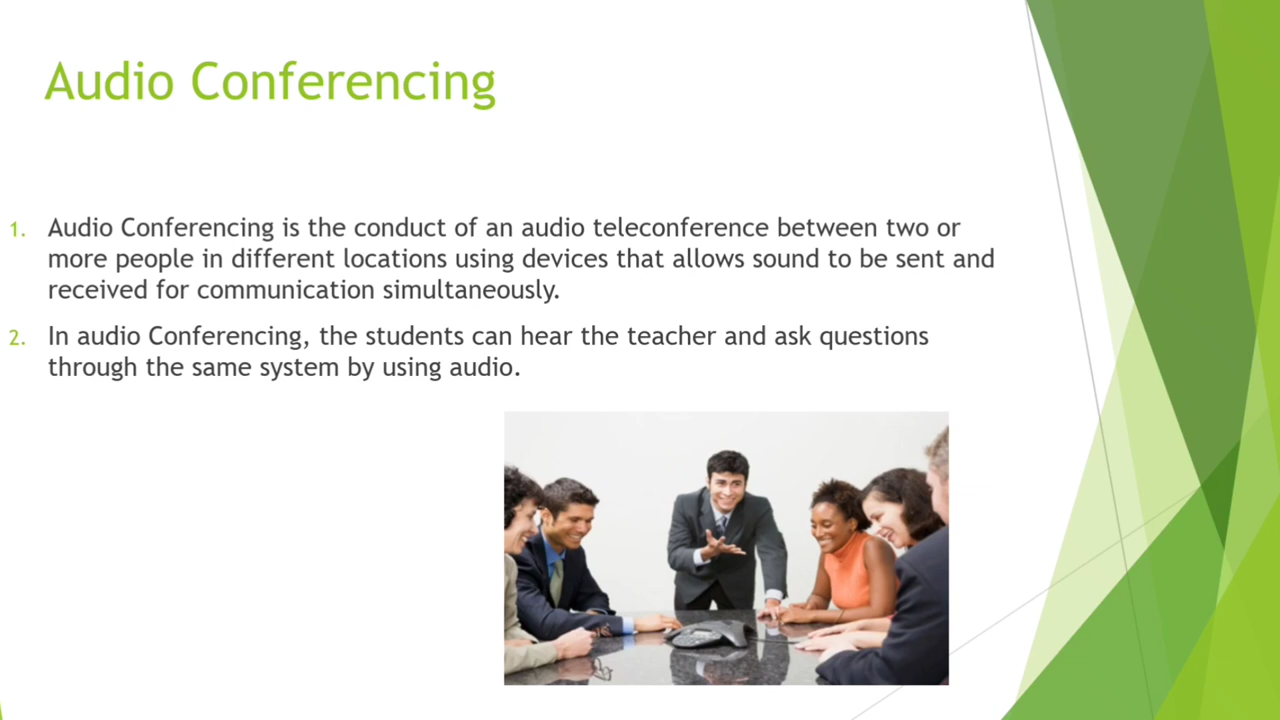 Audio Conferencing
1. Audio Conferencing is the conduct of an audio teleconference between two or
more people in different locations using devices that allows sound to be sent and
received for communication simultaneously.
2. In audio Conferencing, the students can hear the teacher and ask questions
through the same system by using audio.